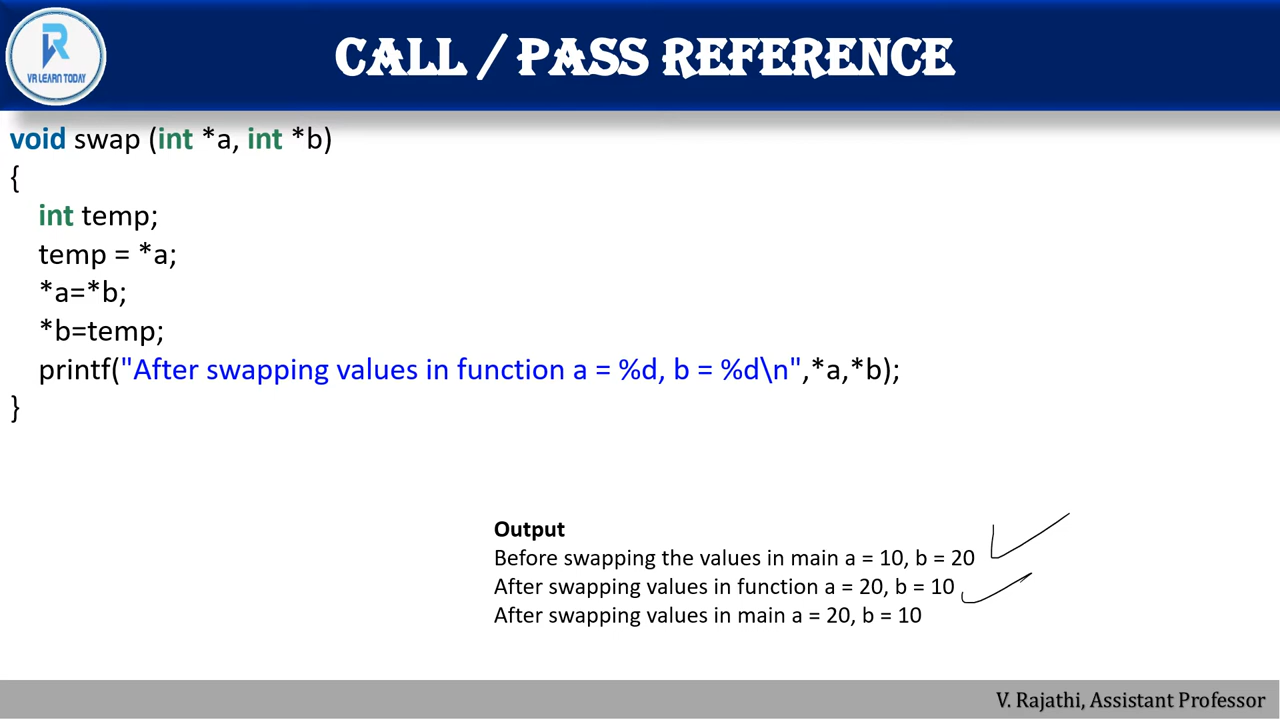 VR LEARN TODAY
CALL / PASS REFERENCE
void swap (int *a, int *b)
{
int temp;
temp = *a;
*a=*b;
*b=temp;
printf("After swapping values in function a = %d, b = %d\n",*a,*b);
}
Output
Before swapping the values in main a = 10, b = 20
After swapping values in function a = 20, b = 10
After swapping values in main a = 20, b = 10
V. Rajathi, Assistant Professor